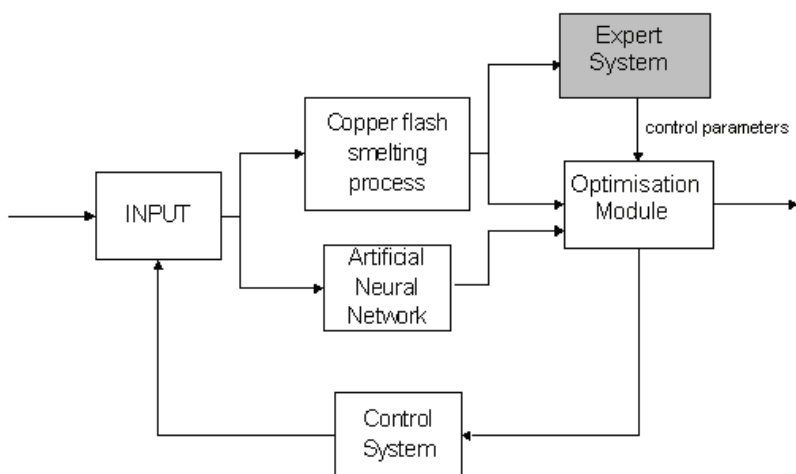 Expert
System
Copper flash
smelting
process
control parameters
INPUT
Optimisation
Module
Artificial
Neural
Network
Control
System